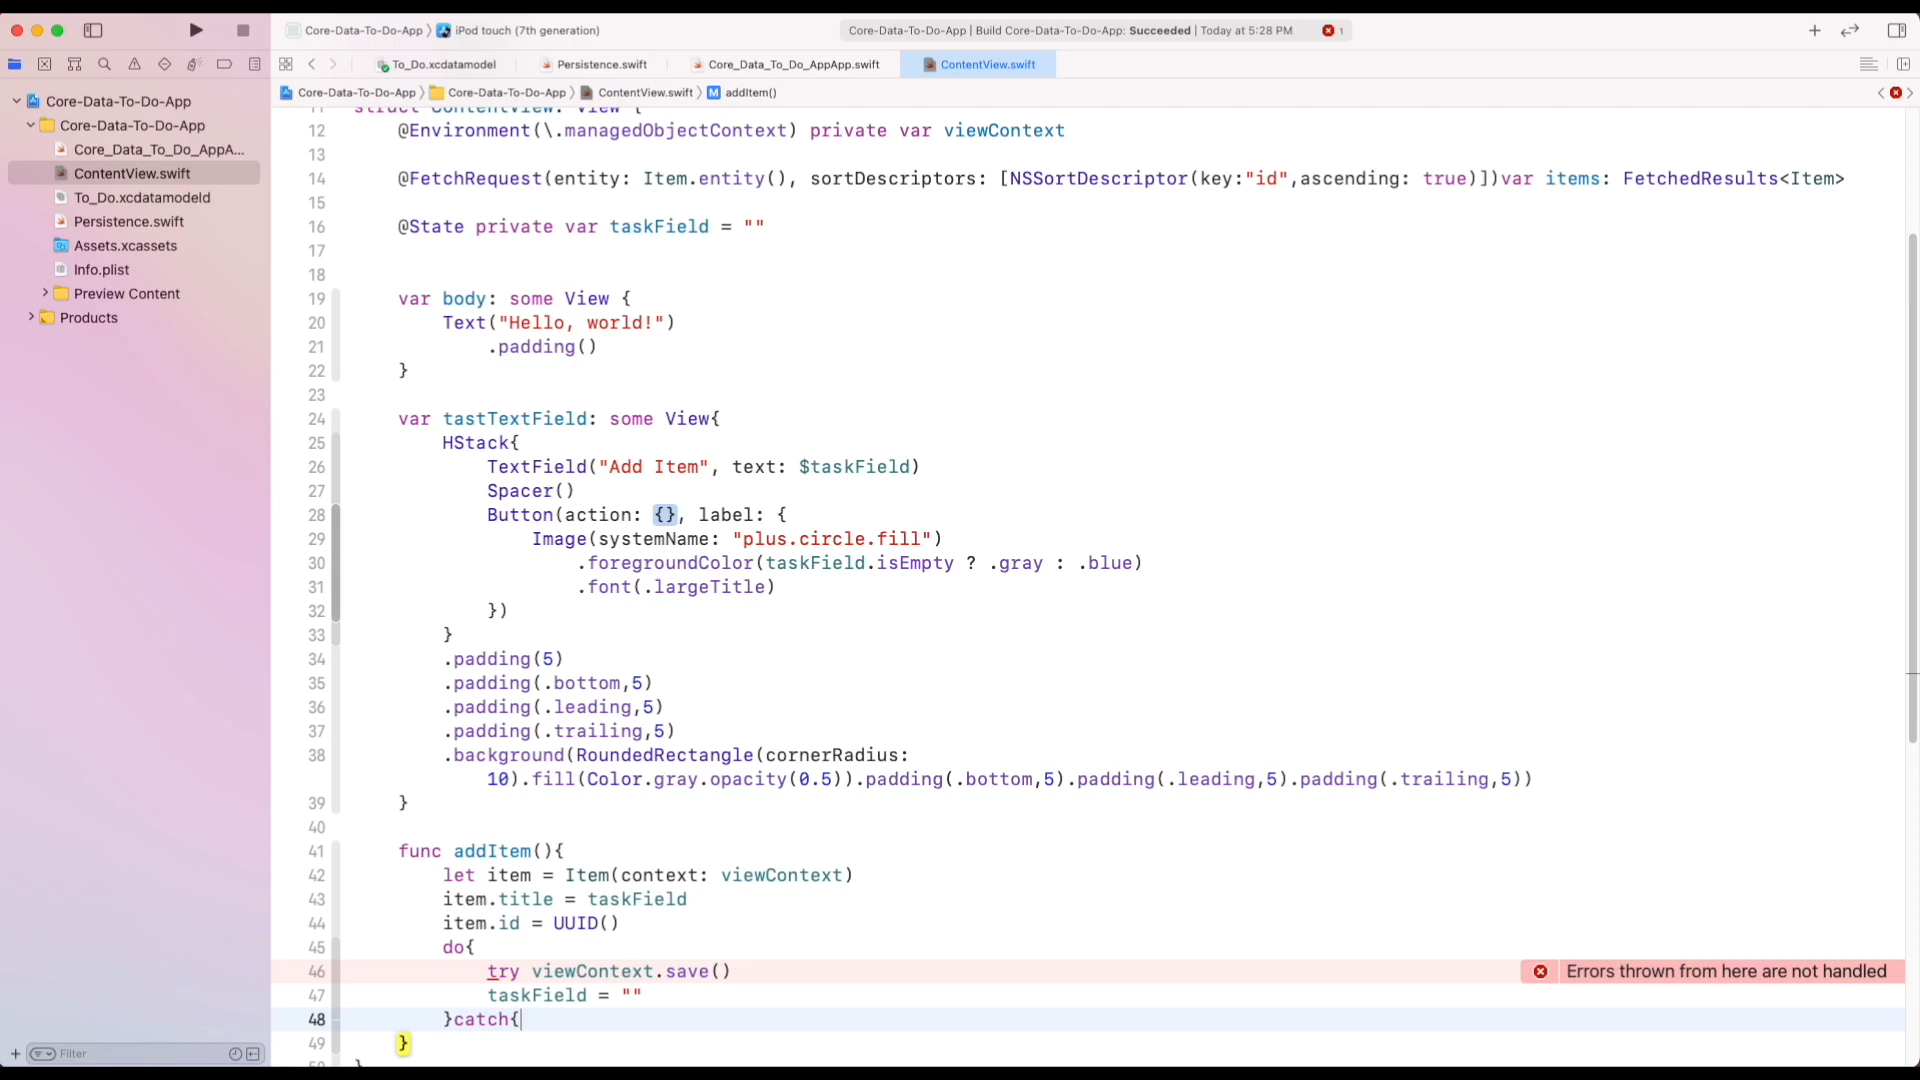 Core-Data-To-Do-App
iPod touch (7th generation)
Core-Data-To-Do-App | Build Core-Data-To-Do-App: Succeeded | Today at 5:28 PM
1
To_Do.xcdatamodel
Persistence.swift
Core_Data_To_Do_AppApp.swift
ContentView.swift
Core-Data-To-Do-App
Core-Data-To-Do-App
ContentView.swift
M addItem()
Core-Data-To-Do-App
Core-Data-To-Do-App
Core_Data_To_Do_AppA...
ContentView.swift
To_Do.xcdatamodeld
Persistence.swift
Assets.xcassets
Info.plist
Preview Content
Products
Filter
11 struct ContentView: View {
12 @Environment(\.managedObjectContext) private var viewContext
13
14 @FetchRequest(entity: Item.entity(), sortDescriptors: [NSSortDescriptor(key:"id",ascending: true)])var items: FetchedResults<Item>
15
16 @State private var taskField = ""
17
18
19 var body: some View {
20 Text("Hello, world!")
21 .padding()
22 }
23
24 var tastTextField: some View{
25 HStack{
26 TextField("Add Item", text: $taskField)
27 Spacer()
28 Button(action: {}, label: {
29 Image(systemName: "plus.circle.fill")
30 .foregroundColor(taskField.isEmpty ? .gray : .blue)
31 .font(.largeTitle)
32 })
33 }
34 .padding(5)
35 .padding(.bottom,5)
36 .padding(.leading,5)
37 .padding(.trailing,5)
38 .background(RoundedRectangle(cornerRadius:
10).fill(Color.gray.opacity(0.5)).padding(.bottom,5).padding(.leading,5).padding(.trailing,5))
39 }
40
41 func addItem(){
42 let item = Item(context: viewContext)
43 item.title = taskField
44 item.id = UUID()
45 do{
46 try viewContext.save()
Errors thrown from here are not handled
47 taskField = ""
48 }catch{
49 }
50 }